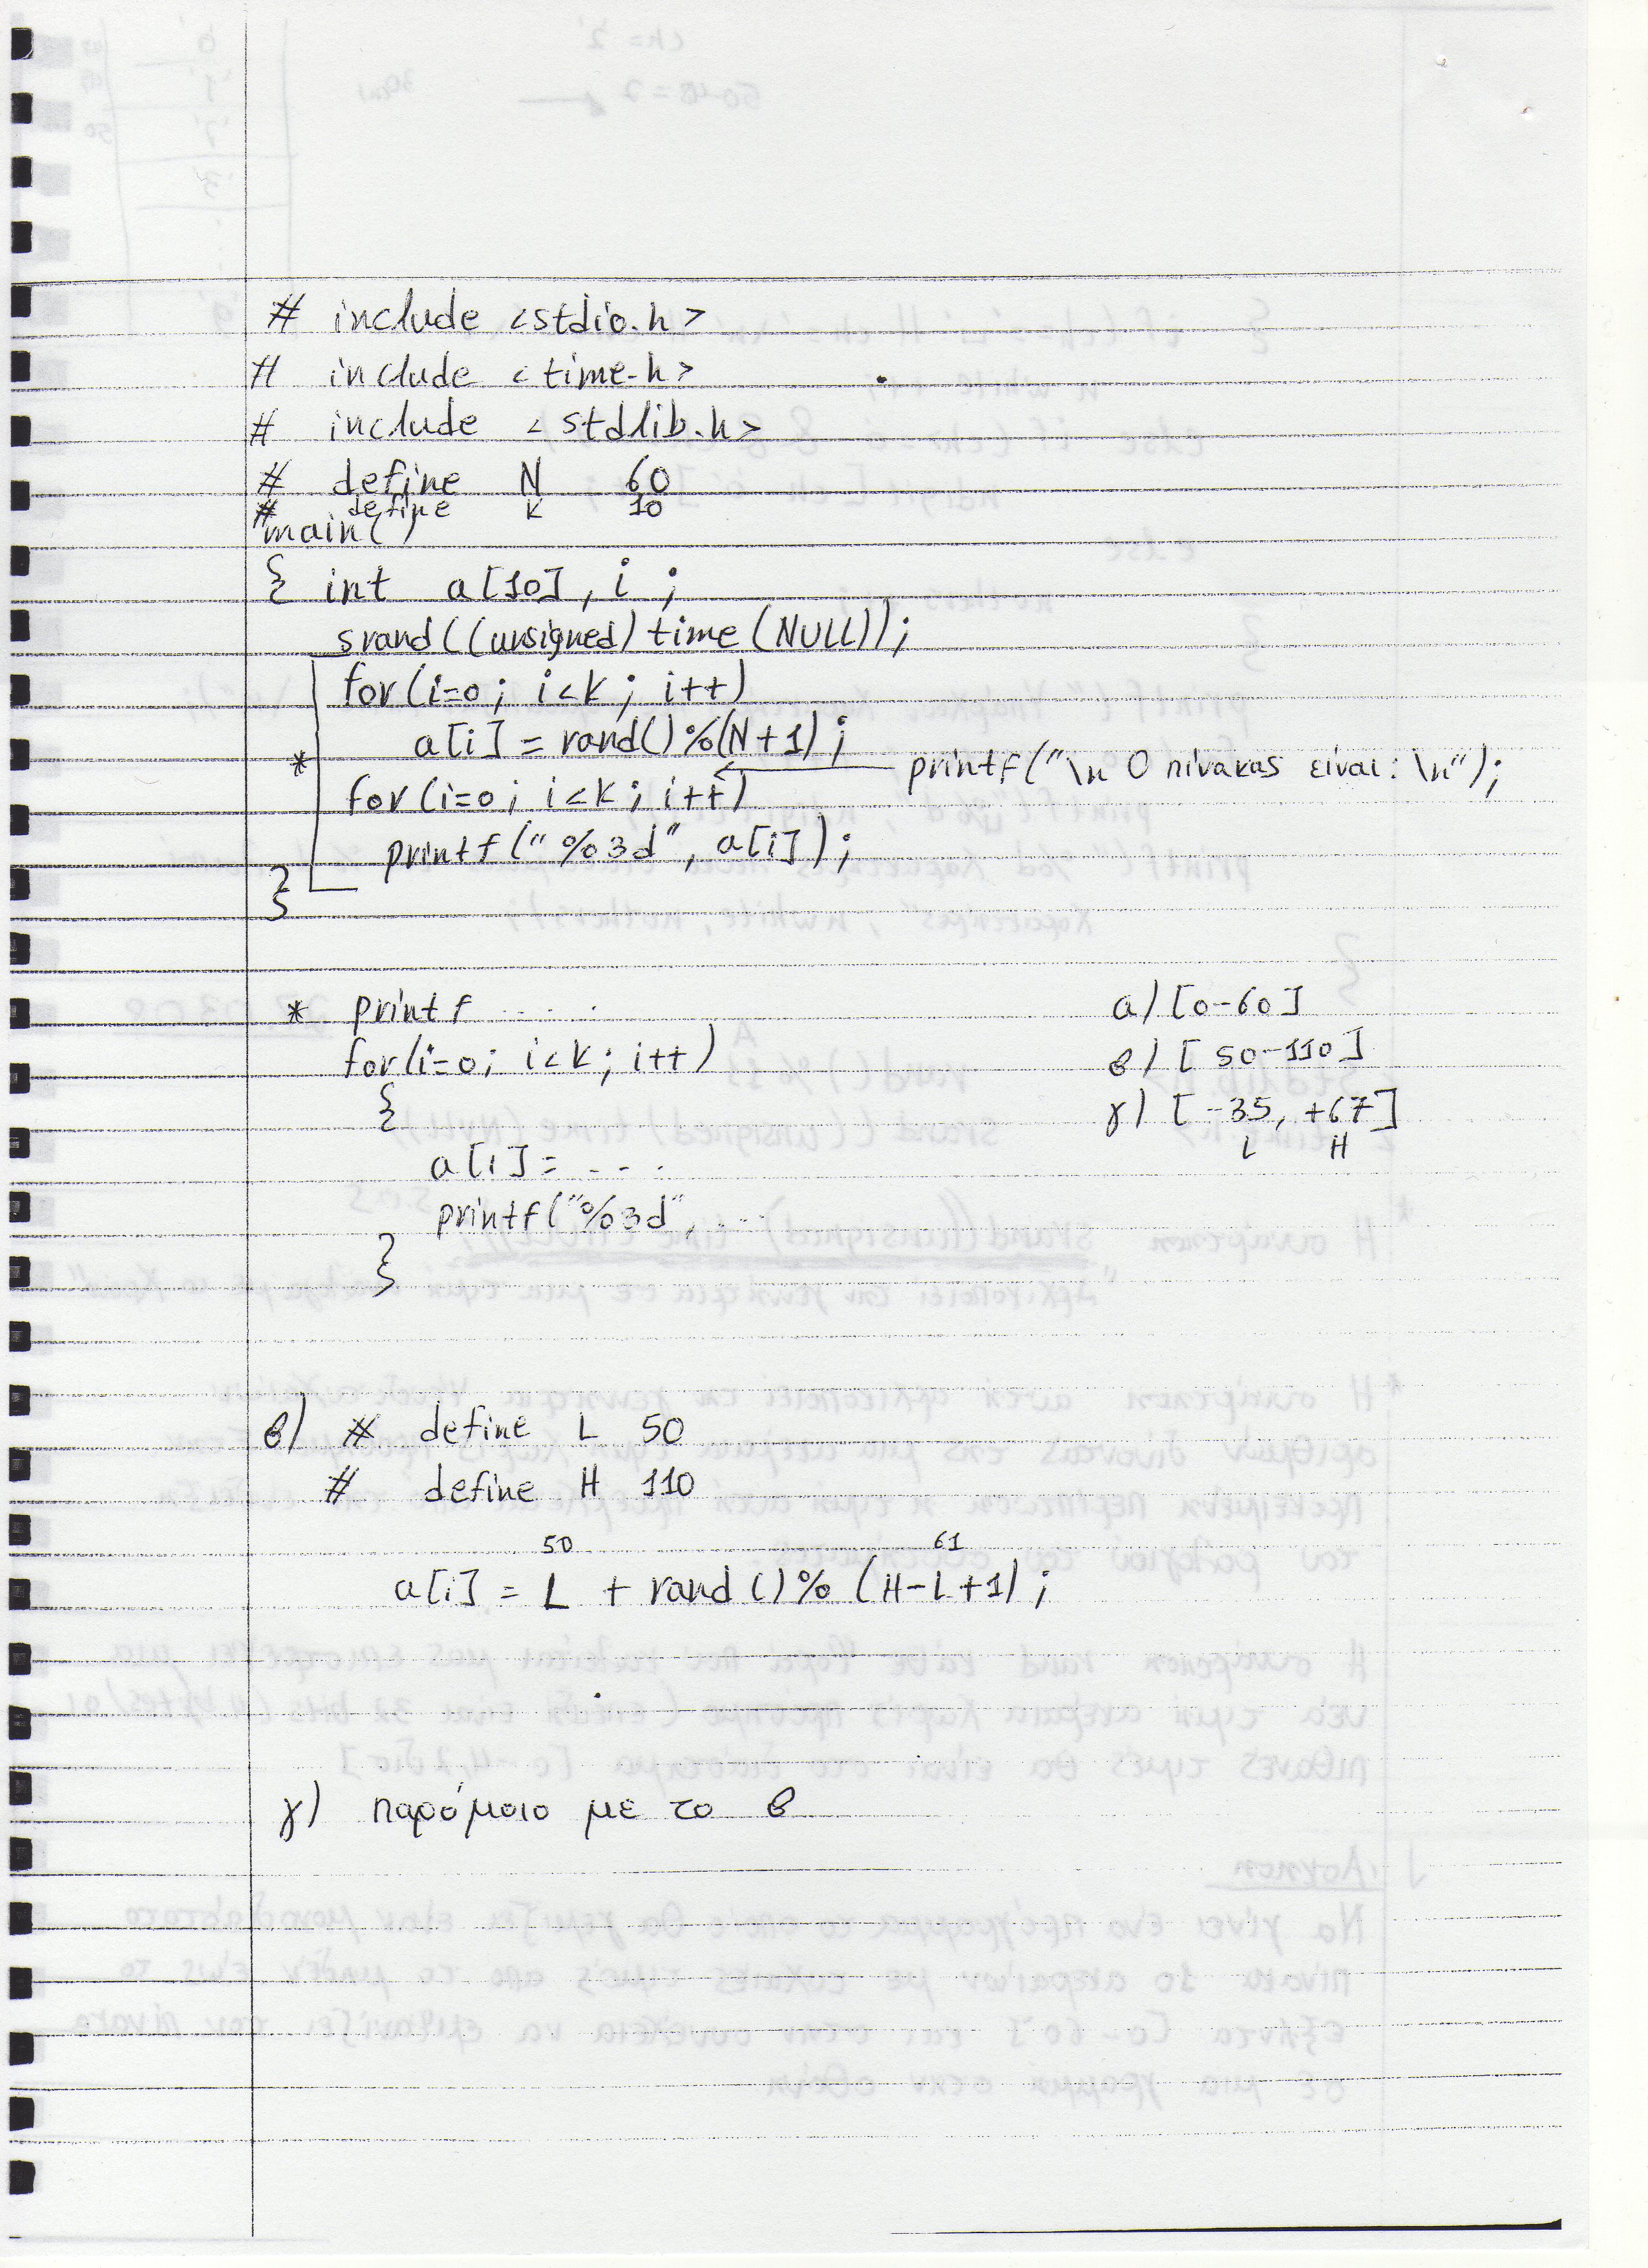 # include <stdio.h>
# include <time.h>
# include <stdlib.h>
# define N 60
# define K 10
main()
{ int a[10], i ;
srand((unsigned) time (NULL));
for (i=0 ; i<k ; i++)
a[i] = rand()%(N+1) ;
* printf("\n Ο πίνακας είναι: \n");
for (i=0 ; i<k ; i++)
printf ("%3d", a[i]) ;
}
* printf .....
for (i=0; i<k ; i++)
{
a[i] = ....
printf("%3d", ...
}
α) [0-60]
β) [50-110]
γ) [-35, +67]
L H
β) # define L 50
# define H 110
50 61
a[i] = L + rand()% (H-L+1) ;
γ) παρόμοιο με το β